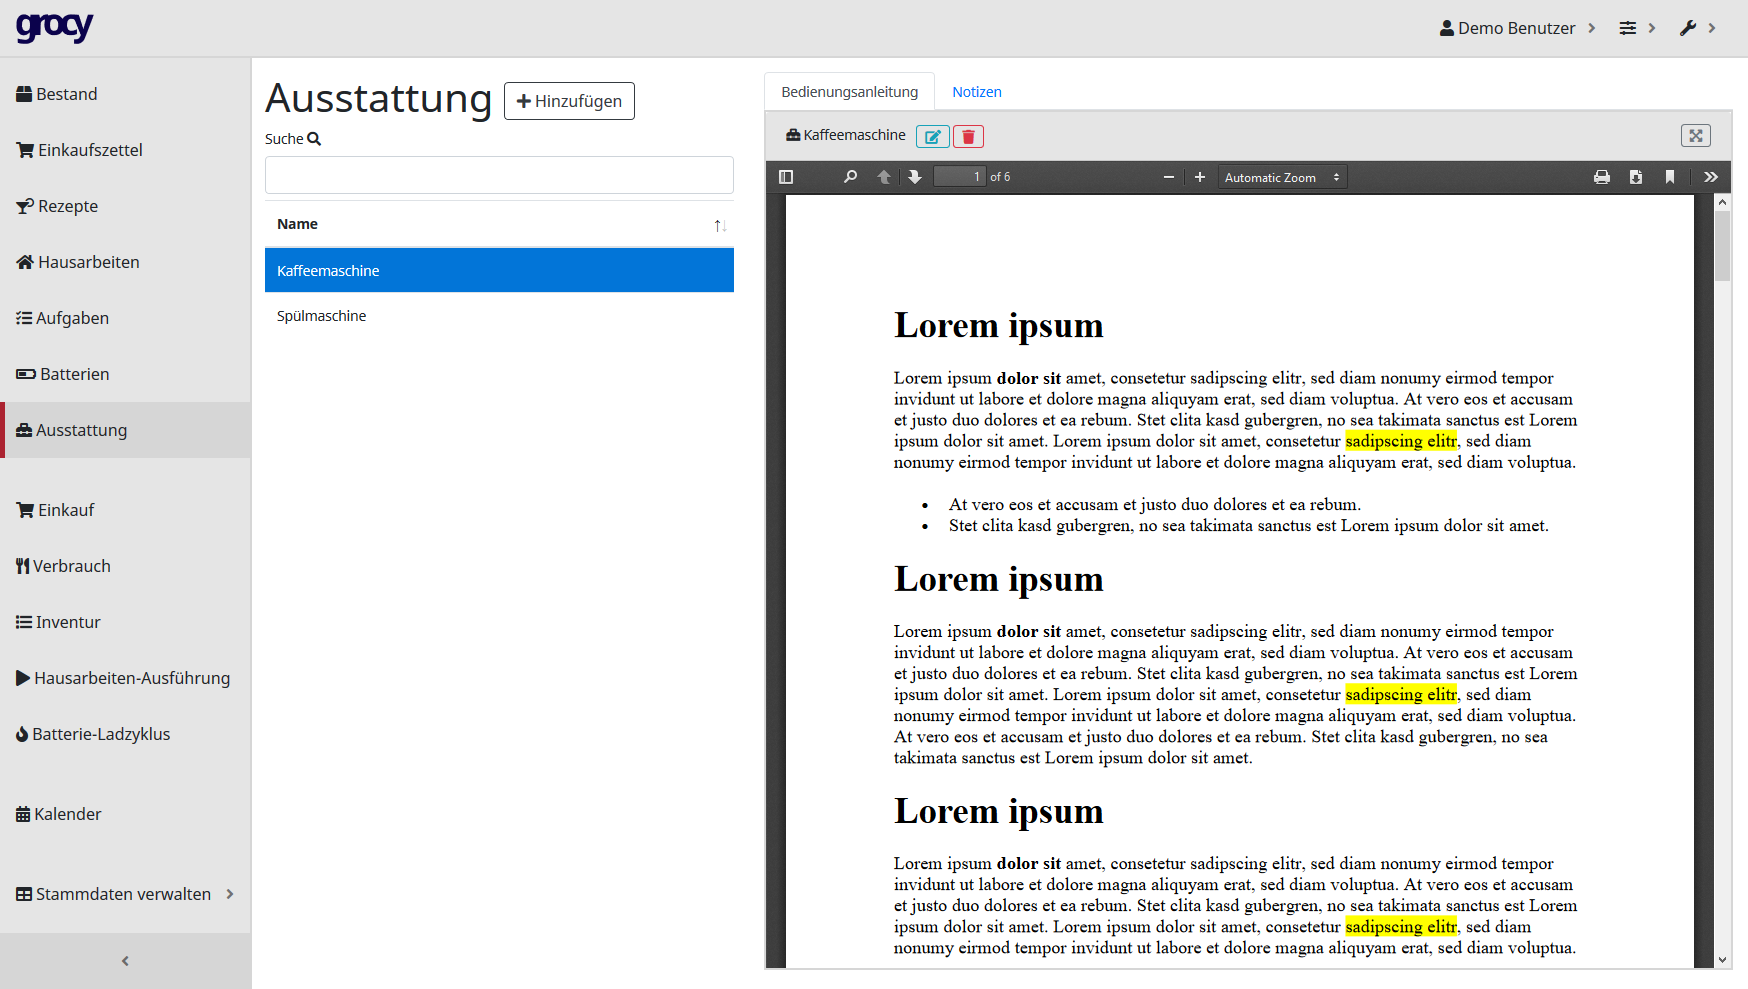 grocy
Demo Benutzer
Bestand
Einkaufszettel
Rezepte
Hausarbeiten
Aufgaben
Batterien
Ausstattung
Einkauf
Verbrauch
Inventur
Hausarbeiten-Ausführung
Batterie-Ladzyklus
Kalender
Stammdaten verwalten
Ausstattung
Hinzufügen
Suche
Name
Kaffeemaschine
Spülmaschine
Bedienungsanleitung Notizen
Kaffeemaschine
1 of 6 Automatic Zoom
Lorem ipsum
Lorem ipsum dolor sit amet, consetetur sadipscing elitr, sed diam nonumy eirmod tempor
invidunt ut labore et dolore magna aliquyam erat, sed diam voluptua. At vero eos et accusam
et justo duo dolores et ea rebum. Stet clita kasd gubergren, no sea takimata sanctus est Lorem
ipsum dolor sit amet. Lorem ipsum dolor sit amet, consetetur sadipscing elitr, sed diam
nonumy eirmod tempor invidunt ut labore et dolore magna aliquyam erat, sed diam voluptua.
• At vero eos et accusam et justo duo dolores et ea rebum.
• Stet clita kasd gubergren, no sea takimata sanctus est Lorem ipsum dolor sit amet.
Lorem ipsum
Lorem ipsum dolor sit amet, consetetur sadipscing elitr, sed diam nonumy eirmod tempor
invidunt ut labore et dolore magna aliquyam erat, sed diam voluptua. At vero eos et accusam
et justo duo dolores et ea rebum. Stet clita kasd gubergren, no sea takimata sanctus est Lorem
ipsum dolor sit amet. Lorem ipsum dolor sit amet, consetetur sadipscing elitr, sed diam
nonumy eirmod tempor invidunt ut labore et dolore magna aliquyam erat, sed diam voluptua.
At vero eos et accusam et justo duo dolores et ea rebum. Stet clita kasd gubergren, no sea
takimata sanctus est Lorem ipsum dolor sit amet.
Lorem ipsum
Lorem ipsum dolor sit amet, consetetur sadipscing elitr, sed diam nonumy eirmod tempor
invidunt ut labore et dolore magna aliquyam erat, sed diam voluptua. At vero eos et accusam
et justo duo dolores et ea rebum. Stet clita kasd gubergren, no sea takimata sanctus est Lorem
ipsum dolor sit amet. Lorem ipsum dolor sit amet, consetetur sadipscing elitr, sed diam
nonumy eirmod tempor invidunt ut labore et dolore magna aliquyam erat, sed diam voluptua.